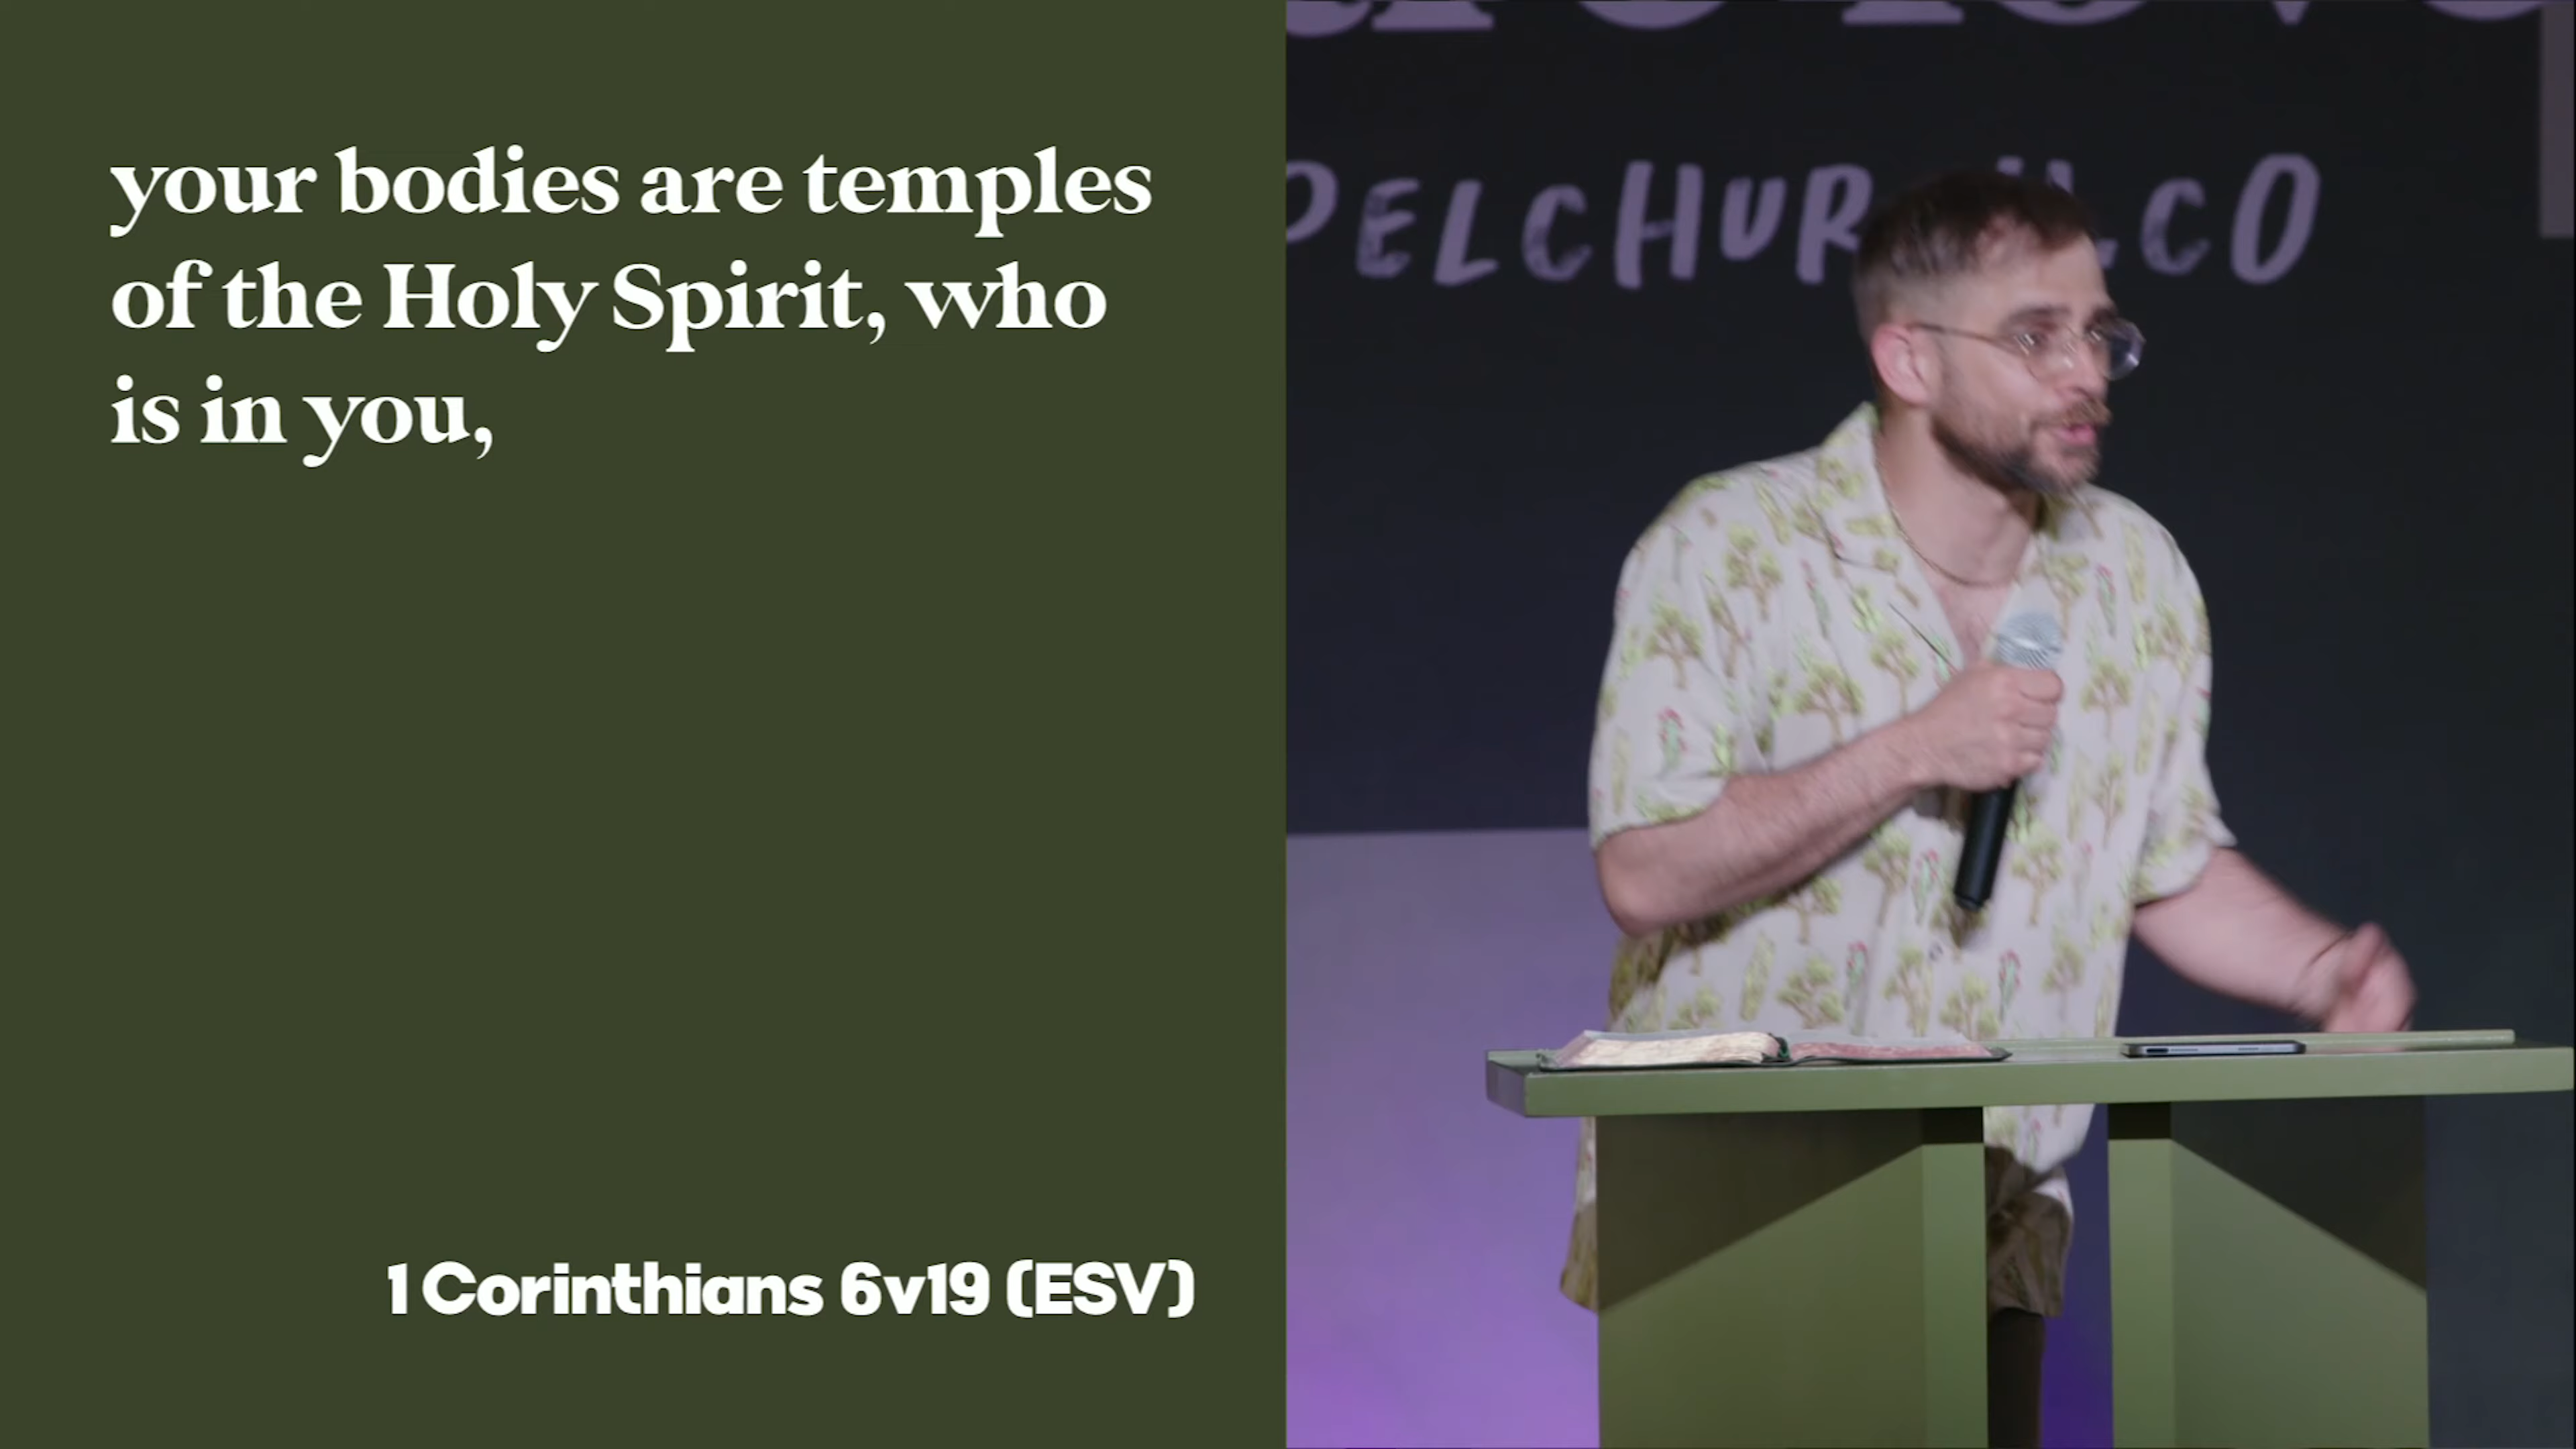 your bodies are temples
of the Holy Spirit, who
is in you,
1 Corinthians 6v19 (ESV)